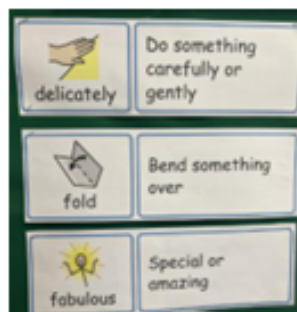 delicately
Do something
carefully or
gently
fold
Bend something
over
fabulous
Special or
amazing